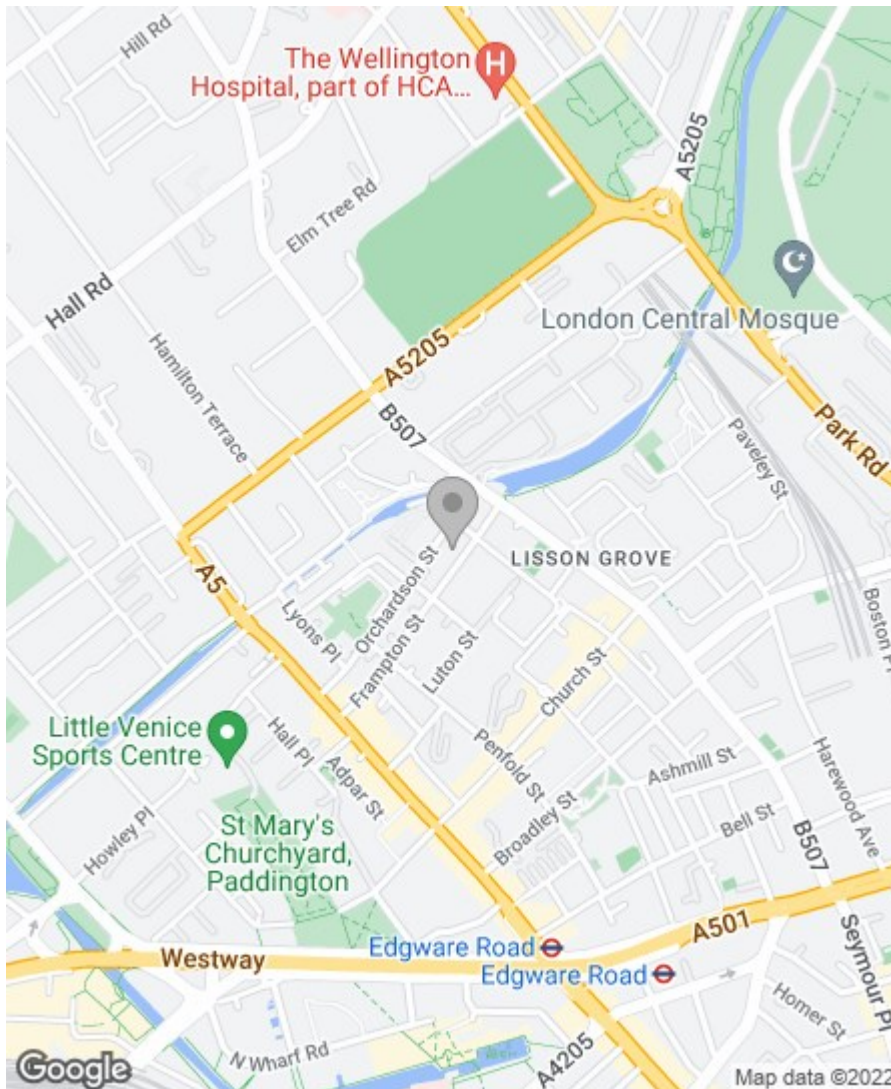 Hill Rd
The Wellington
Hospital, part of HCA...
H
A5205
Elm Tree Rd
Hall Rd
London Central Mosque
Hamilton Terrace
A5205
B507
Park Rd
Paveley St
LISSON GROVE
A5
Orchardson St
Lyons Pl
Frampton St
Luton St
Boston Pl
Church St
Little Venice
Sports Centre
Hall Pl
Penfold St
Adpar St
Ashmill St
Harewood Ave
Broadley St
Bell St
Howley Pl
St Mary's
Churchyard,
Paddington
B507
A501
Edgware Road
Westway
Edgware Road
Seymour Pl
Homer St
N Wharf Rd
A4205
Google
Map data ©2022